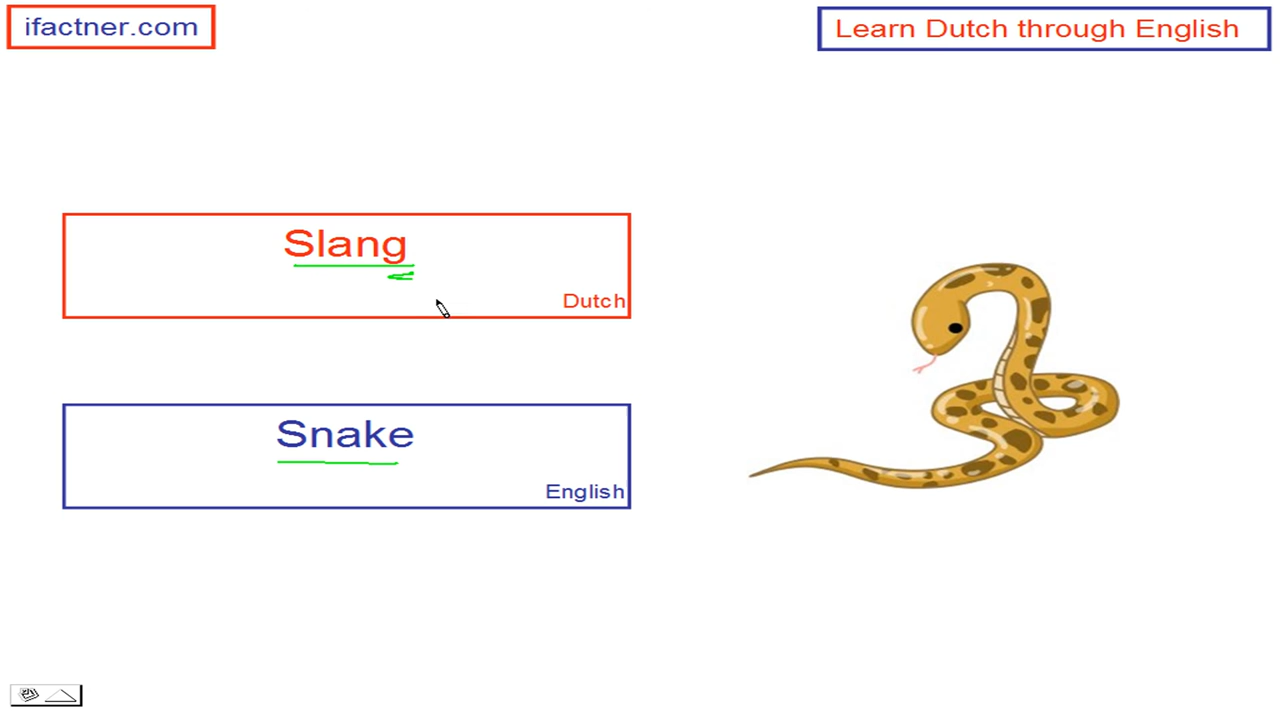 ifactner.com
Learn Dutch through English
Slang
Dutch
Snake
English